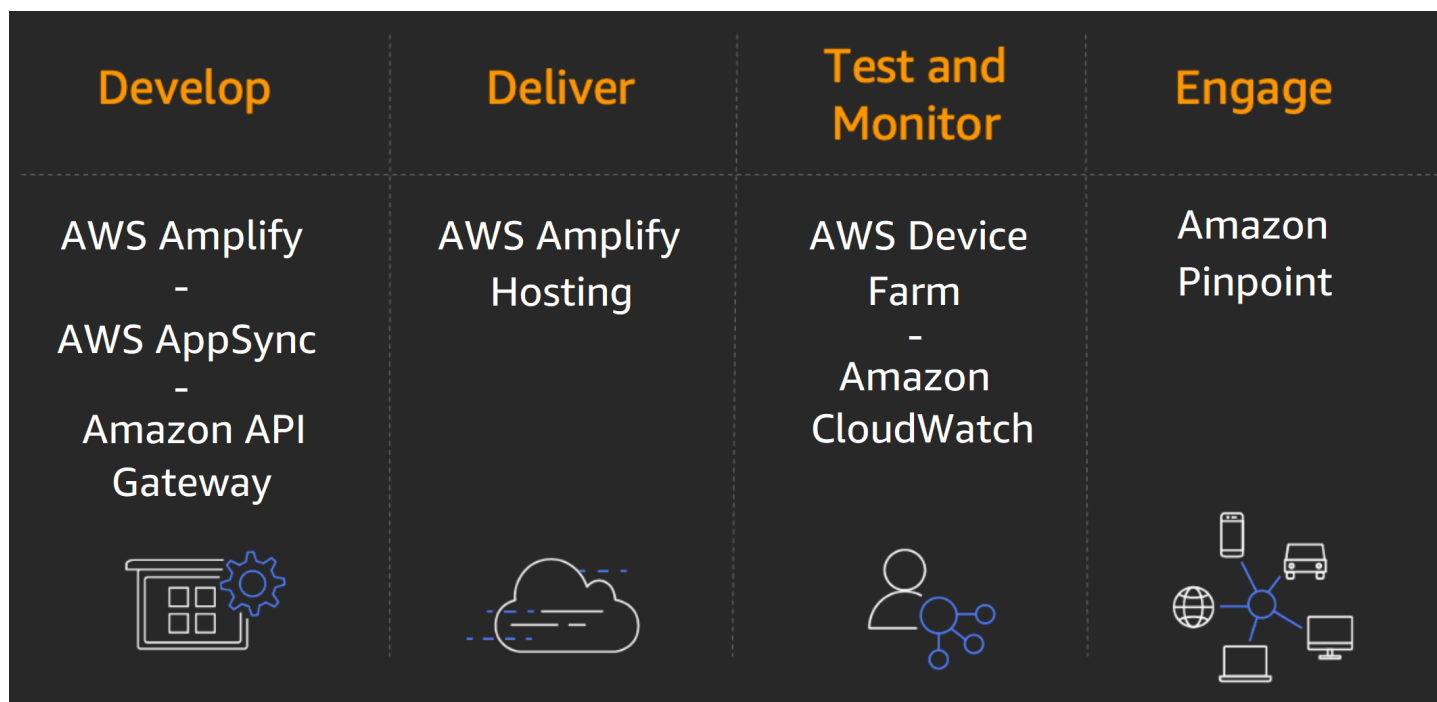 Develop
Deliver
Test and
Monitor
Engage
AWS Amplify
-
AWS AppSync
-
Amazon API
Gateway
AWS Amplify
Hosting
AWS Device
Farm
-
Amazon
CloudWatch
Amazon
Pinpoint